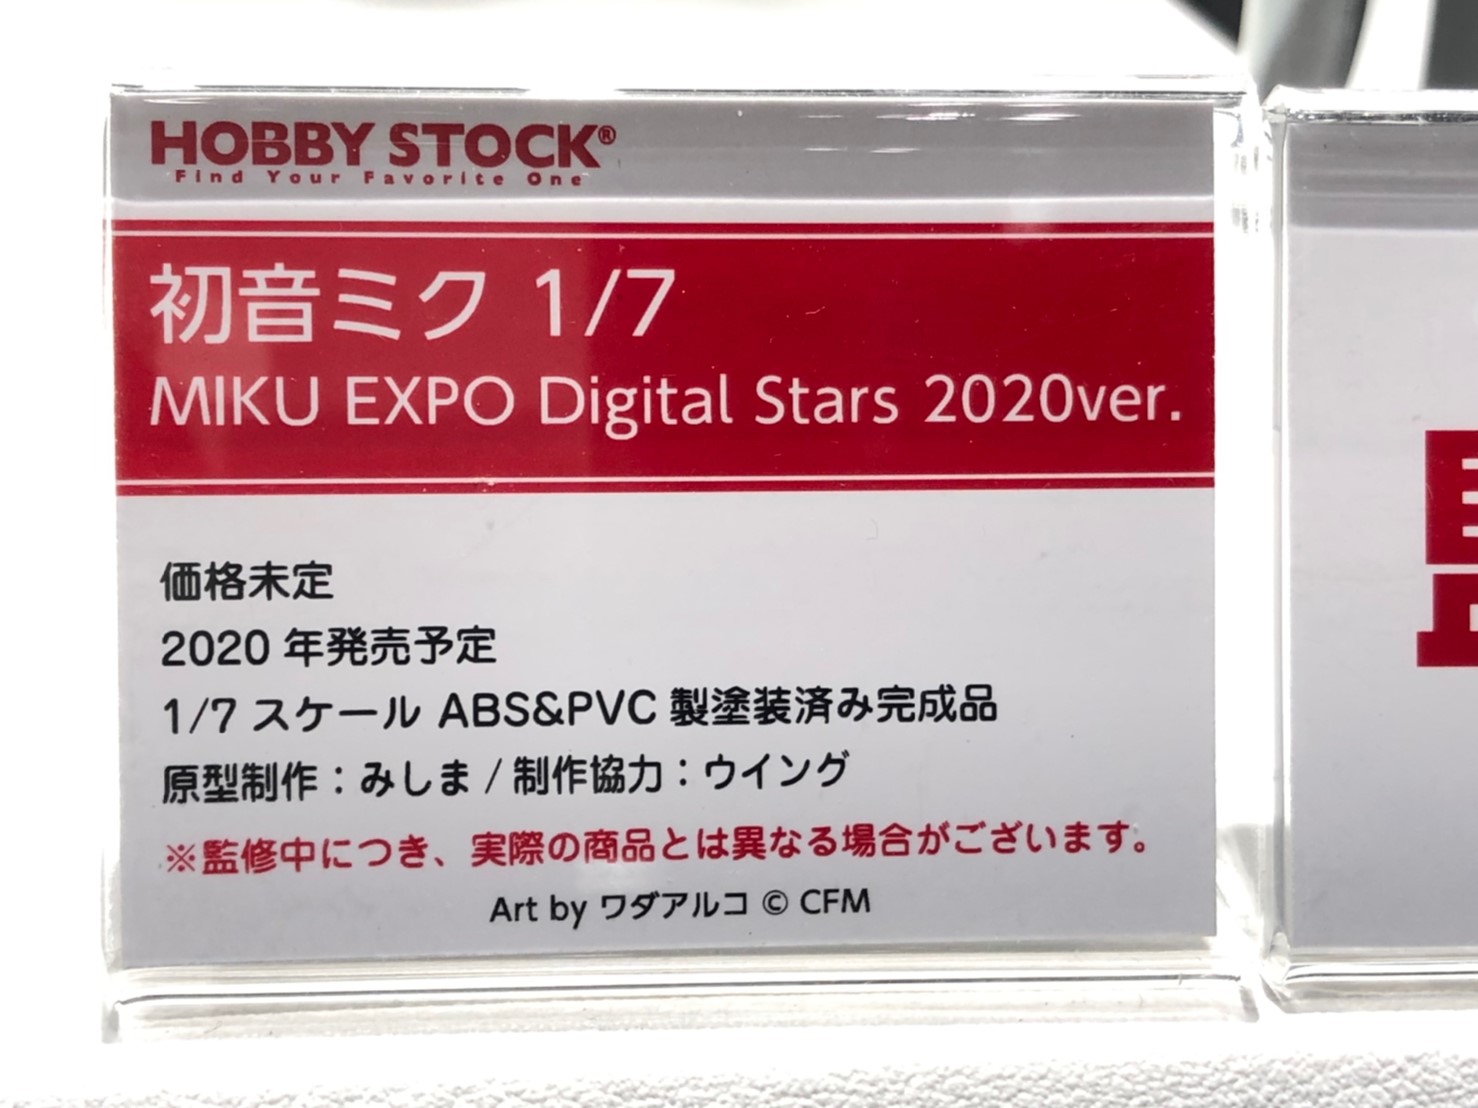 HOBBY STOCK®
Find Your Favorite One
初音ミク 1/7
MIKU EXPO Digital Stars 2020ver.
価格未定
2020 年発売予定
1/7 スケール ABS&PVC 製塗装済み完成品
原型制作：みしま / 制作協力：ウイング
※監修中につき、実際の商品とは異なる場合がございます。
Art by ワダアルコ © CFM